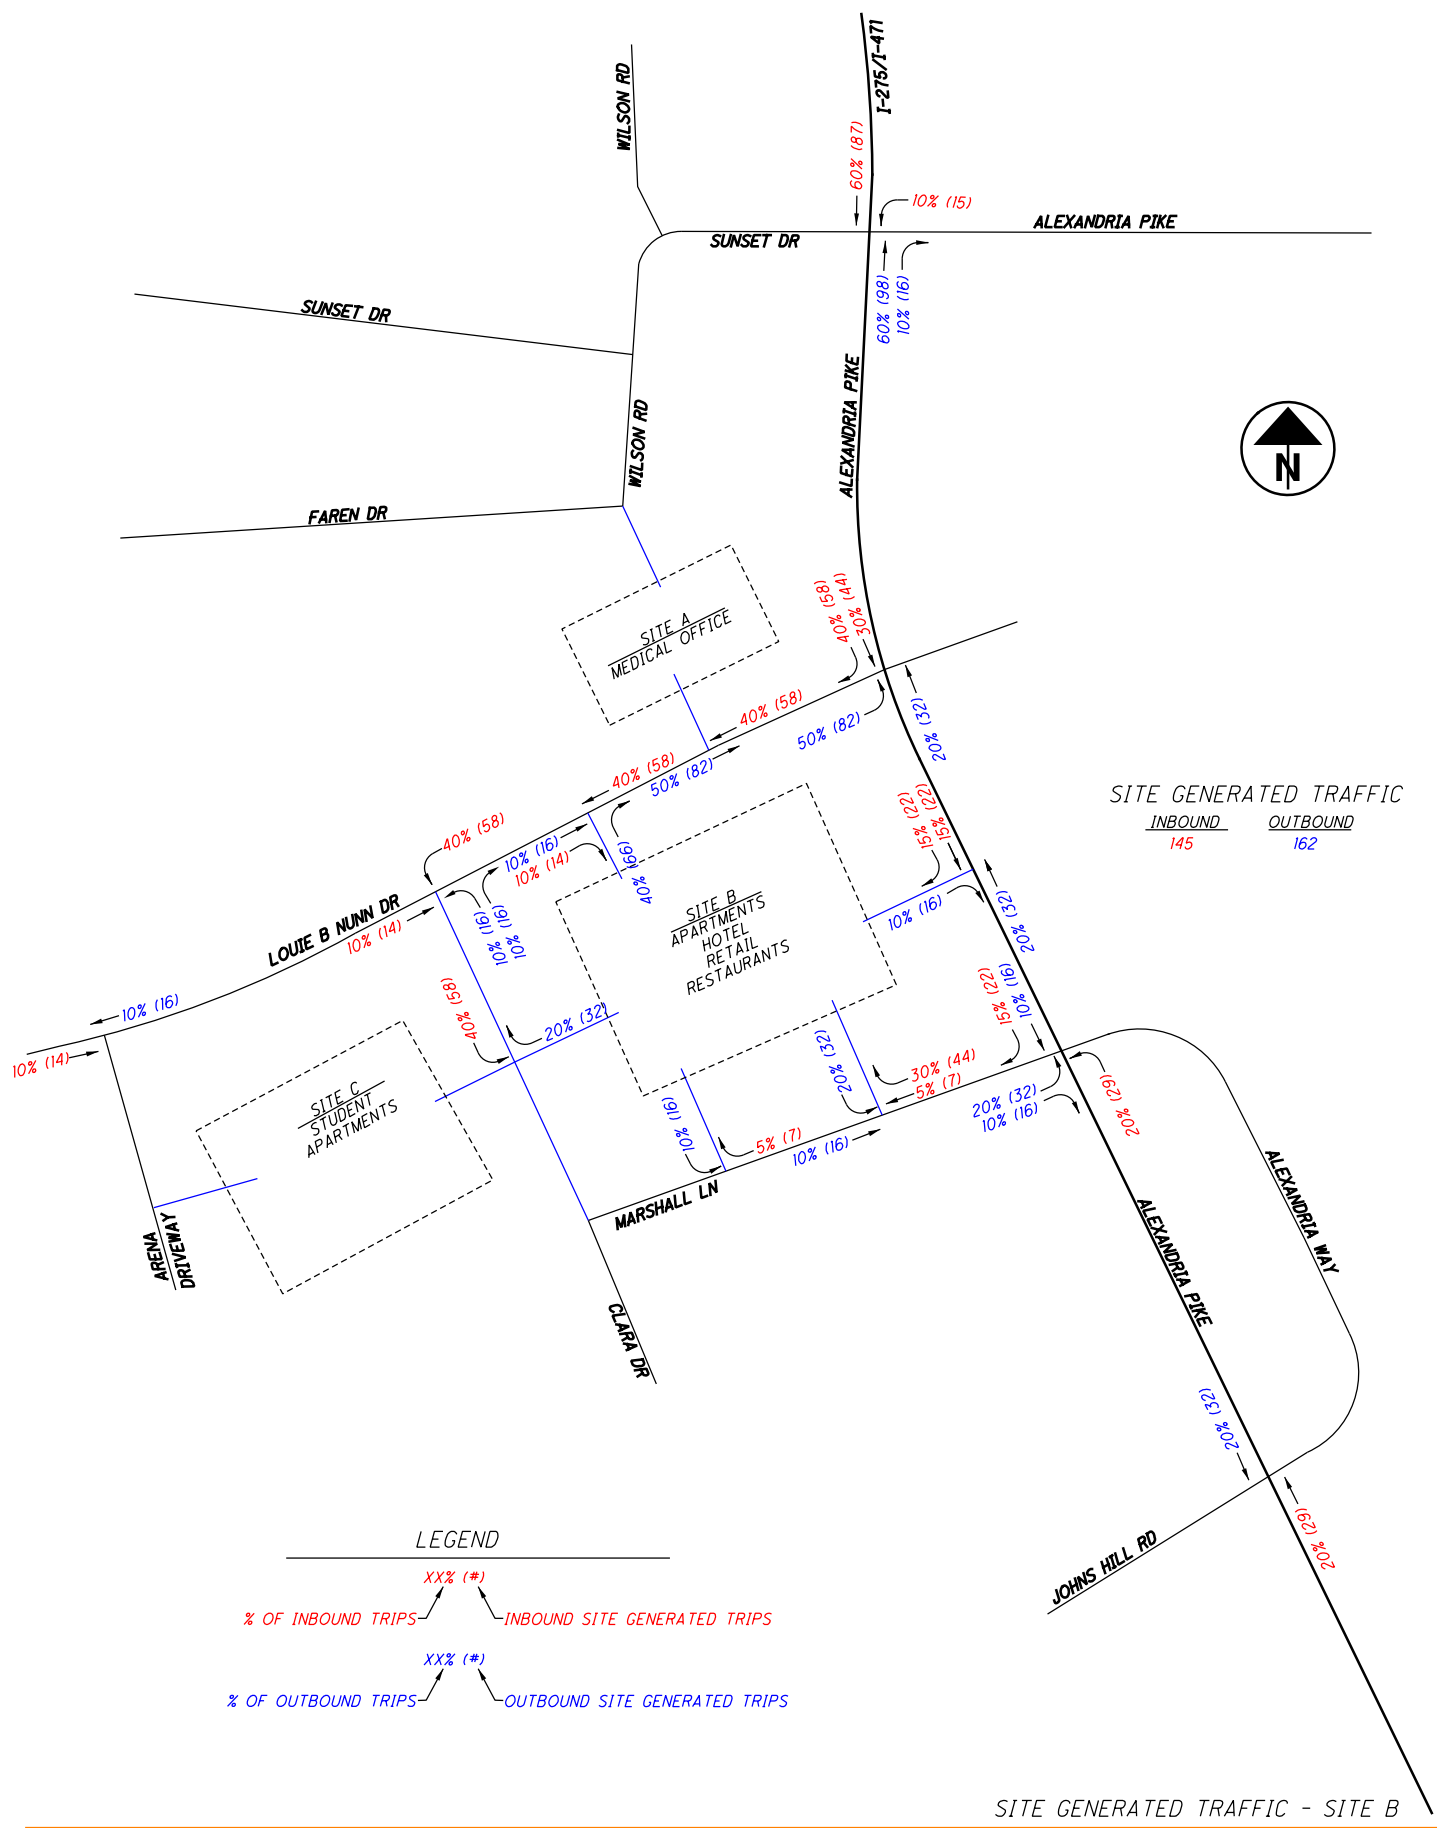 I-275/I-471
WILSON RD
60% (87)
10% (15)
ALEXANDRIA PIKE
SUNSET DR
60% (98)
10% (16)
SUNSET DR
ALEXANDRIA PIKE
WILSON RD
N
FAREN DR
40% (58)
30% (44)
SITE A
MEDICAL OFFICE
40% (58)
50% (82)
20% (32)
40% (58)
50% (82)
SITE GENERATED TRAFFIC
INBOUND OUTBOUND
145 162
15% (22)
15% (22)
40% (58)
10% (16)
10% (14)
40% (66)
SITE B
APARTMENTS
HOTEL
RETAIL
RESTAURANTS
10% (16)
20% (32)
LOUIE B NUNN DR
10% (14)
10% (16)
10% (16)
10% (16)
10% (14)
40% (58)
20% (32)
15% (22)
10% (16)
20% (32)
30% (44)
5% (7)
20% (32)
10% (16)
20% (29)
SITE C
STUDENT
APARTMENTS
10% (16)
5% (7)
10% (16)
MARSHALL LN
ARENA
DRIVEWAY
CLARA DR
ALEXANDRIA PIKE
ALEXANDRIA WAY
20% (32)
20% (29)
JOHNS HILL RD
LEGEND
XX% (#)
% OF INBOUND TRIPS INBOUND SITE GENERATED TRIPS
XX% (#)
% OF OUTBOUND TRIPS OUTBOUND SITE GENERATED TRIPS
SITE GENERATED TRAFFIC - SITE B